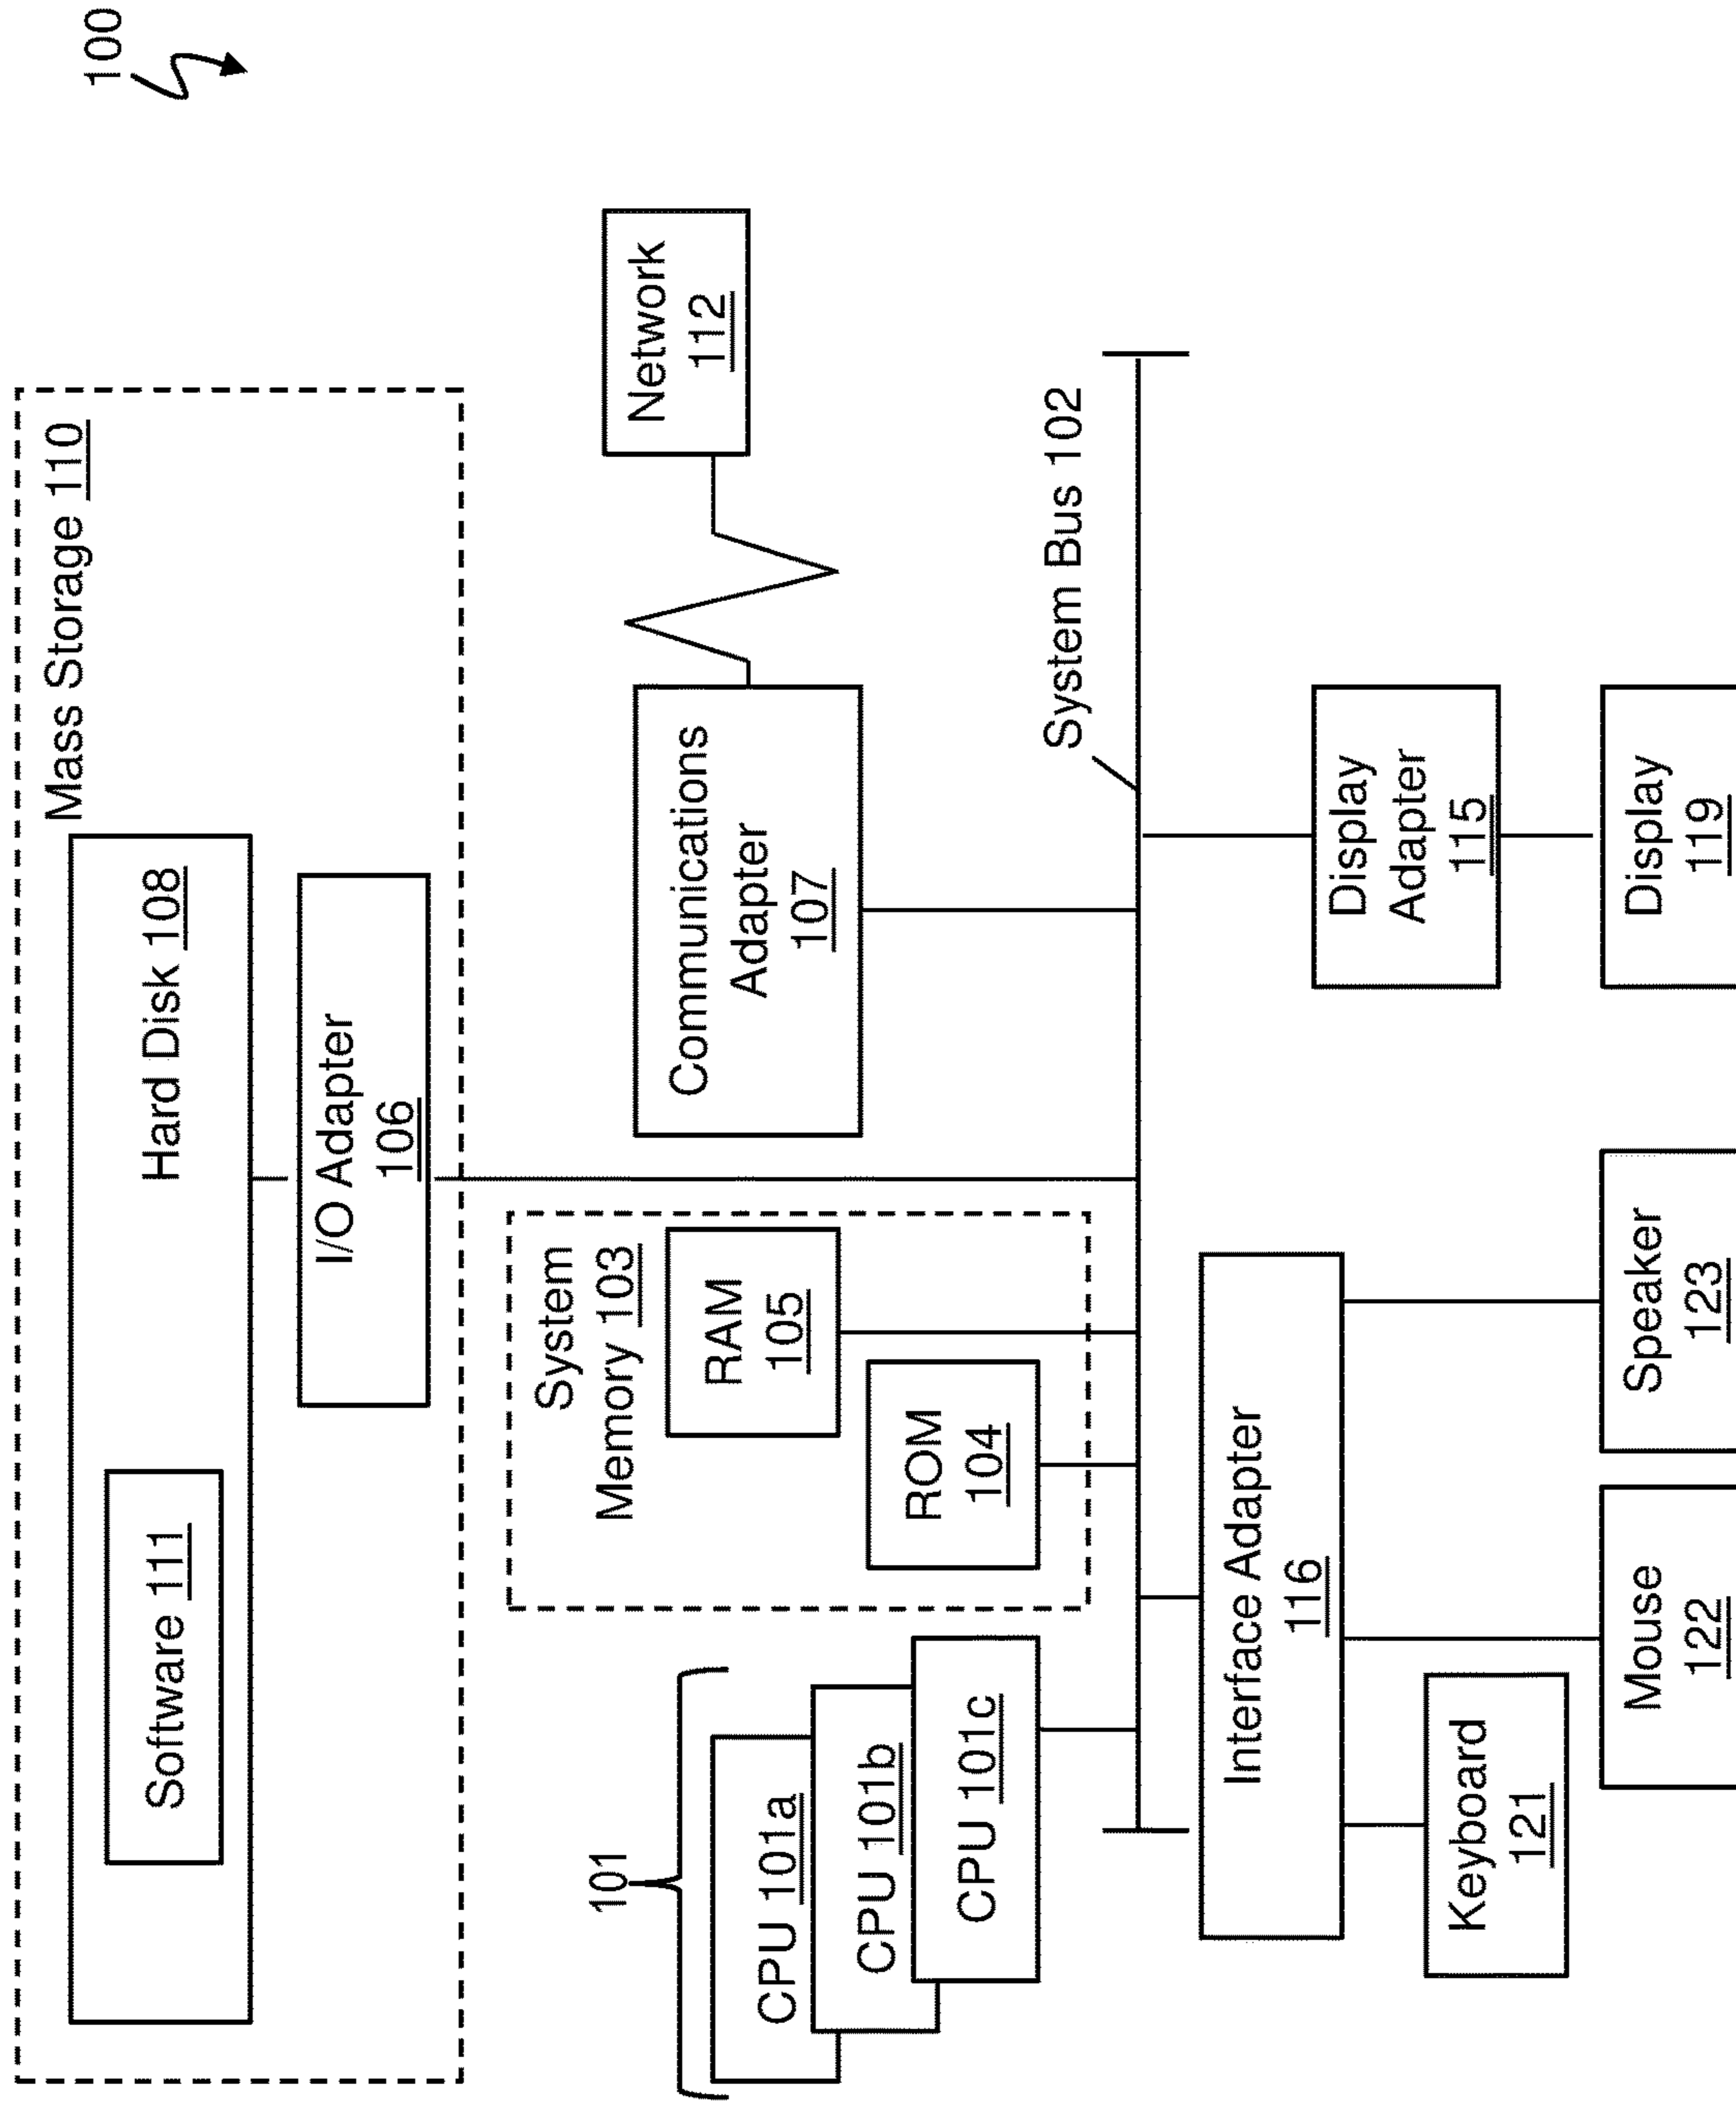 100
Mass Storage 110
Software 111
Hard Disk 108
I/O Adapter
106
101
CPU 101a
CPU 101b
CPU 101c
System
Memory 103
RAM
105
ROM
104
Communications
Adapter
107
Network
112
System Bus 102
Interface Adapter
116
Display
Adapter
115
Keyboard
121
Mouse
122
Speaker
123
Display
119